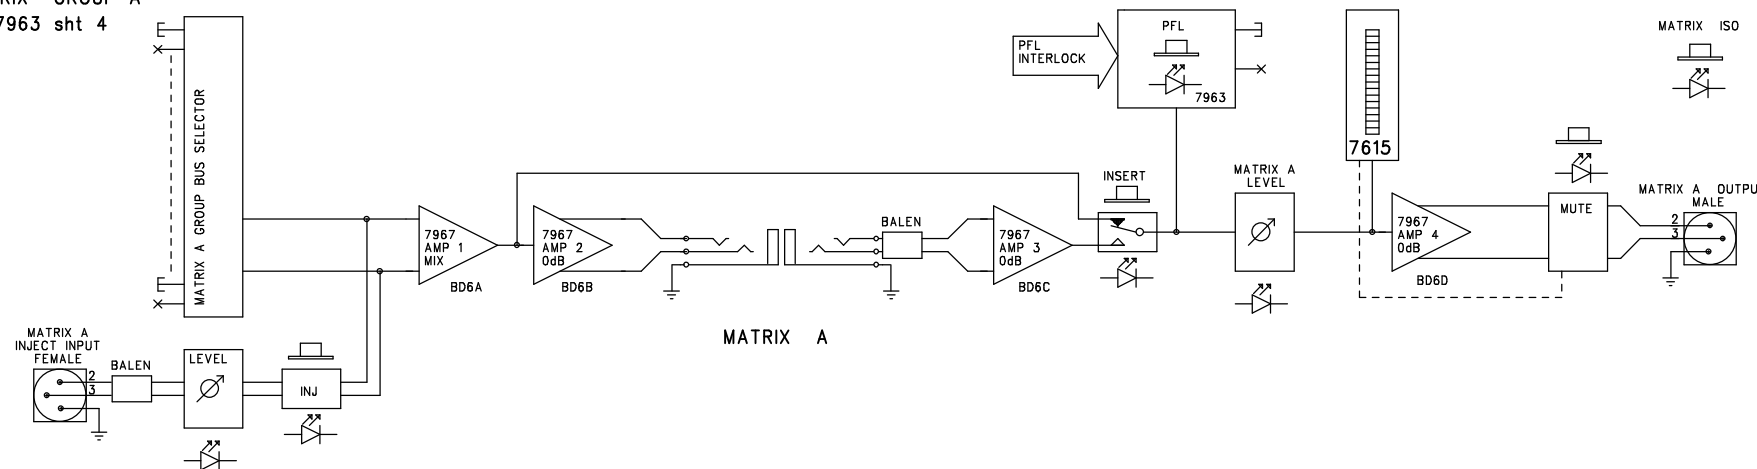 GROUP A
7963 sht 4
MATRIX A GROUP BUS SELECTOR
MATRIX A
INJECT INPUT
FEMALE
2
3
BALEN
LEVEL
INJ
7967
AMP 1
MIX
BD6A
7967
AMP 2
0dB
BD6B
MATRIX A
BALEN
7967
AMP 3
0dB
BD6C
INSERT
PFL
INTERLOCK
PFL
7963
MATRIX A
LEVEL
7615
7967
AMP 4
0dB
BD6D
MUTE
MATRIX ISO
MATRIX A
MALE
2
3